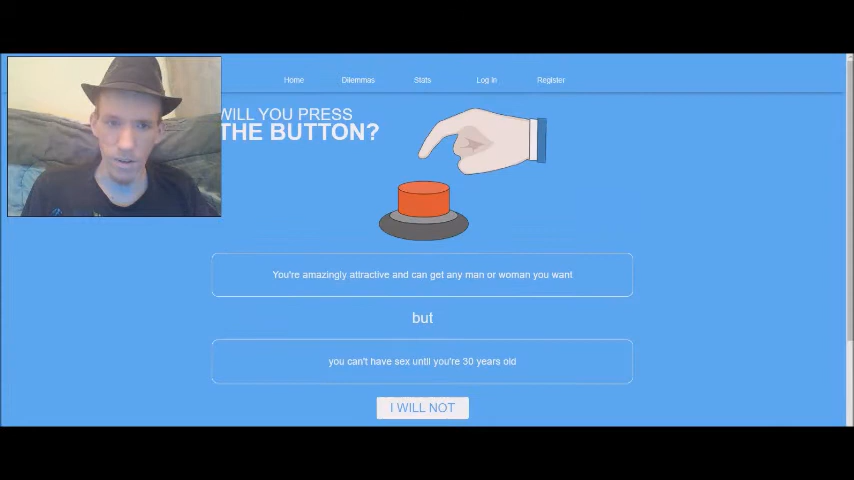 Home Dilemmas Stats Log in Register
WILL YOU PRESS
THE BUTTON?
You're amazingly attractive and can get any man or woman you want
but
you can't have sex until you're 30 years old
I WILL NOT